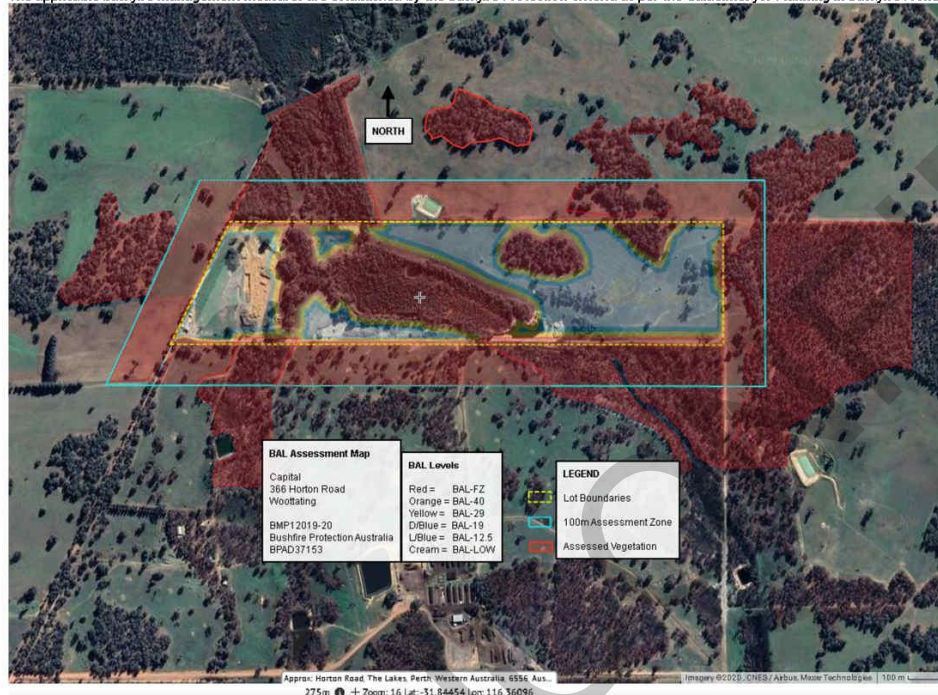 NORTH
BAL Assessment Map
Capital
366 Horton Road
Woottating
BMP12019-20
Bushfire Protection Australia
BPAD37153
BAL Levels
Red = BAL-FZ
Orange = BAL-40
Yellow = BAL-29
D/Blue = BAL-19
L/Blue = BAL-12.5
Cream = BAL-LOW
LEGEND
Lot Boundaries
100m Assessment Zone
Assessed Vegetation
Approx: Horton Road, The Lakes, Perth, Western Australia, 6556, Aus...
Imagery ©2020, CNES / Airbus, Maxar Technologies
100 m
275m + Zoom: 16 Lat:-31.84454 Lon: 116.36096